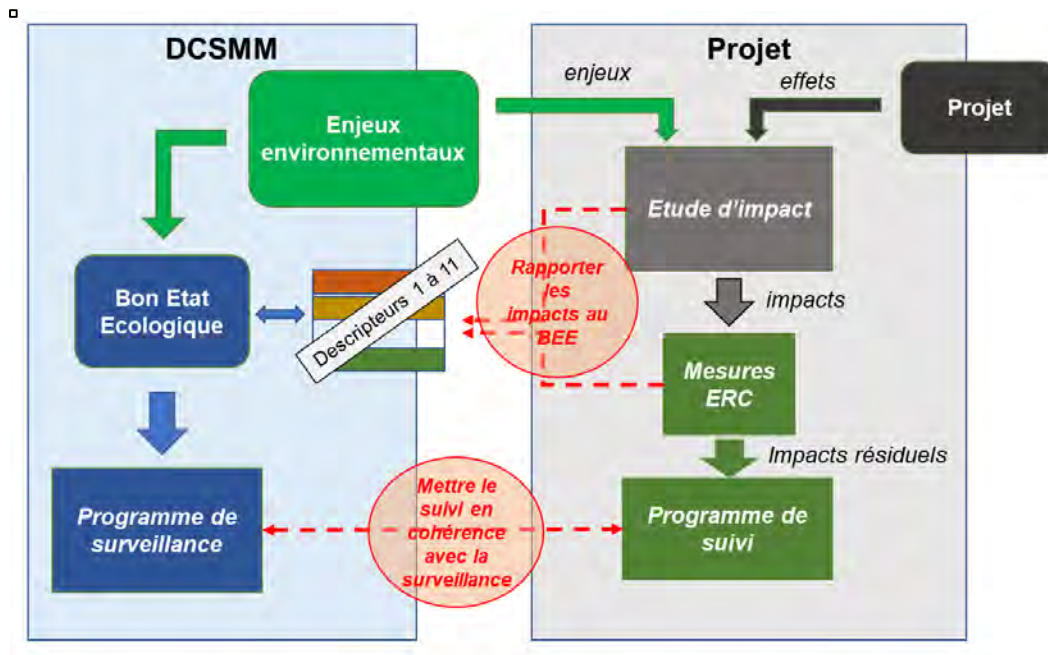 DCSMM
Projet
enjeux
effets
Enjeux
environnementaux
Projet
Etude d'impact
Rapporter
les
impacts au
BEE
Bon Etat
Ecologique
Descripteurs 1 à 11
impacts
Mesures
ERC
Impacts résiduels
Mettre le
suivi en
cohérence
avec la
surveillance
Programme de
surveillance
Programme de
suivi